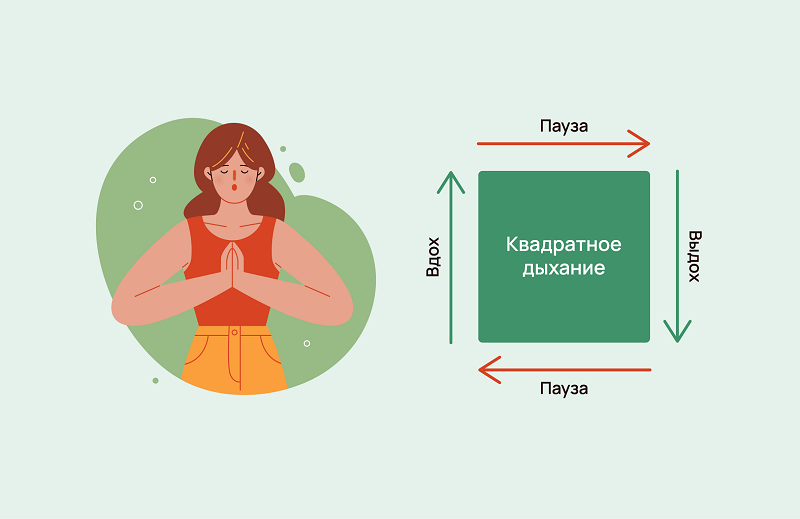 Пауза
Вдох
Квадратное
дыхание
Выдох
Пауза